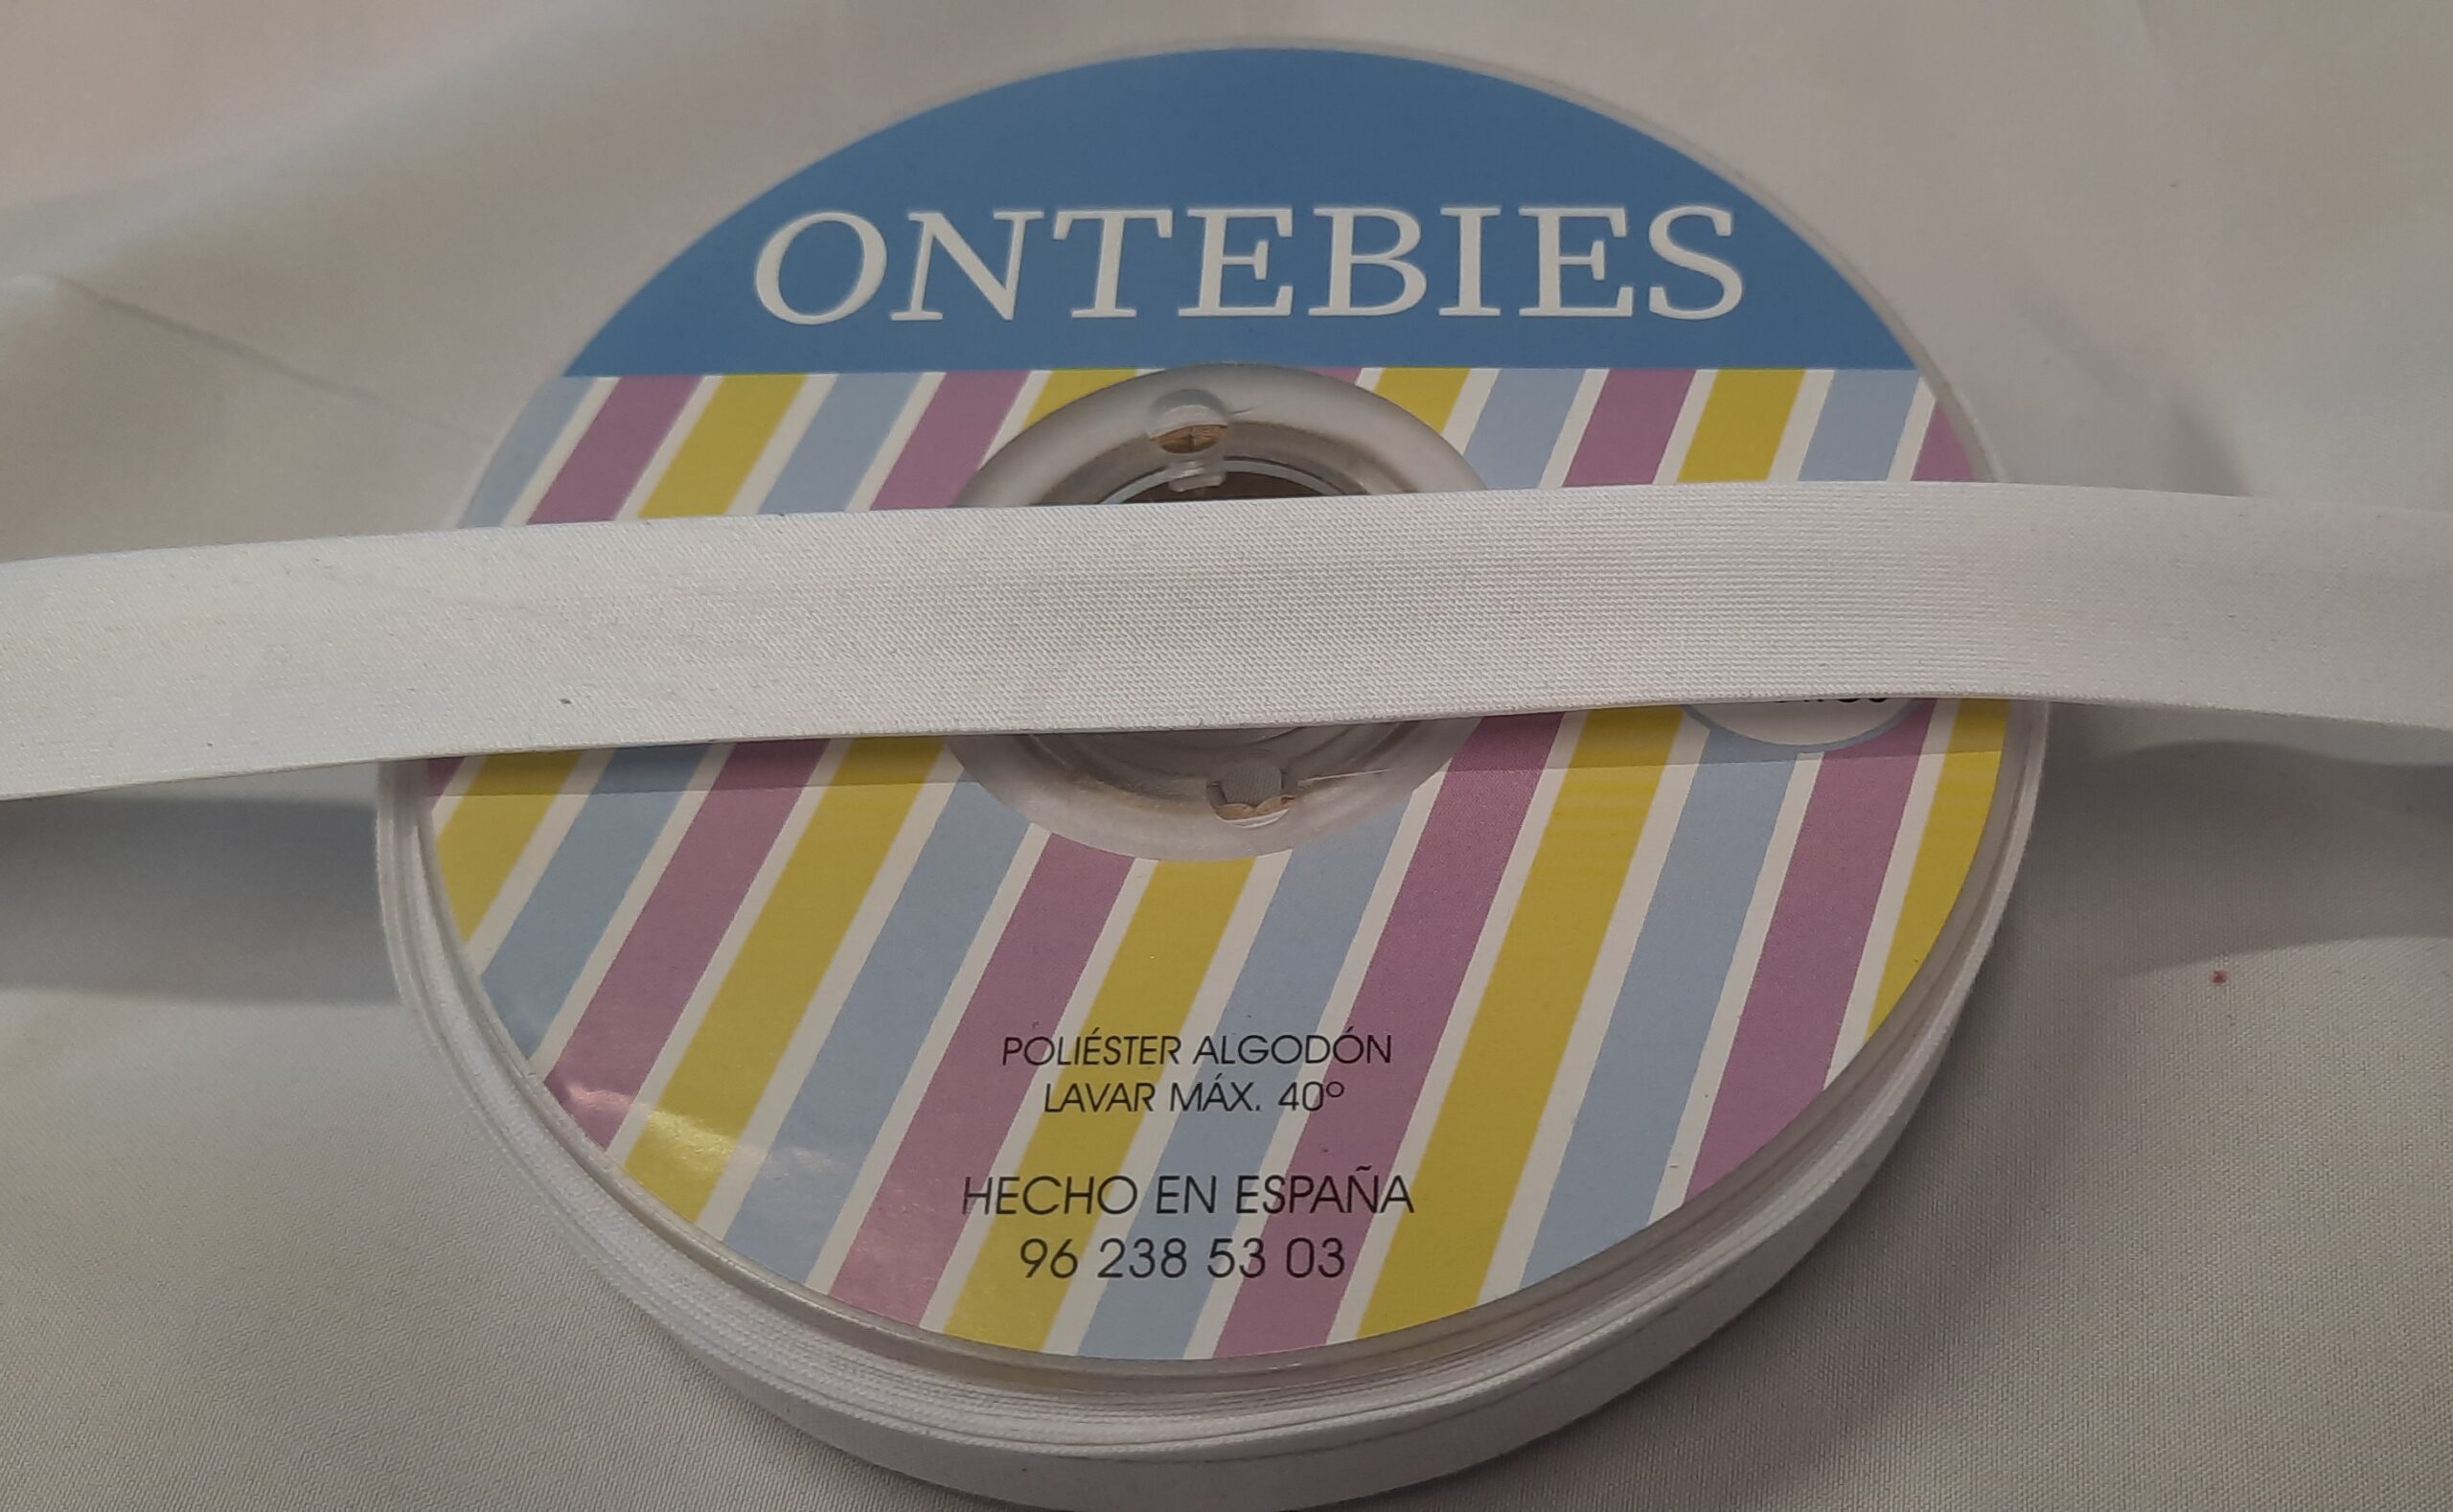 ONTEBIES
POLIÉSTER ALGODÓN
LAVAR MÁX. 40º
HECHO EN ESPAÑA
96 238 53 03